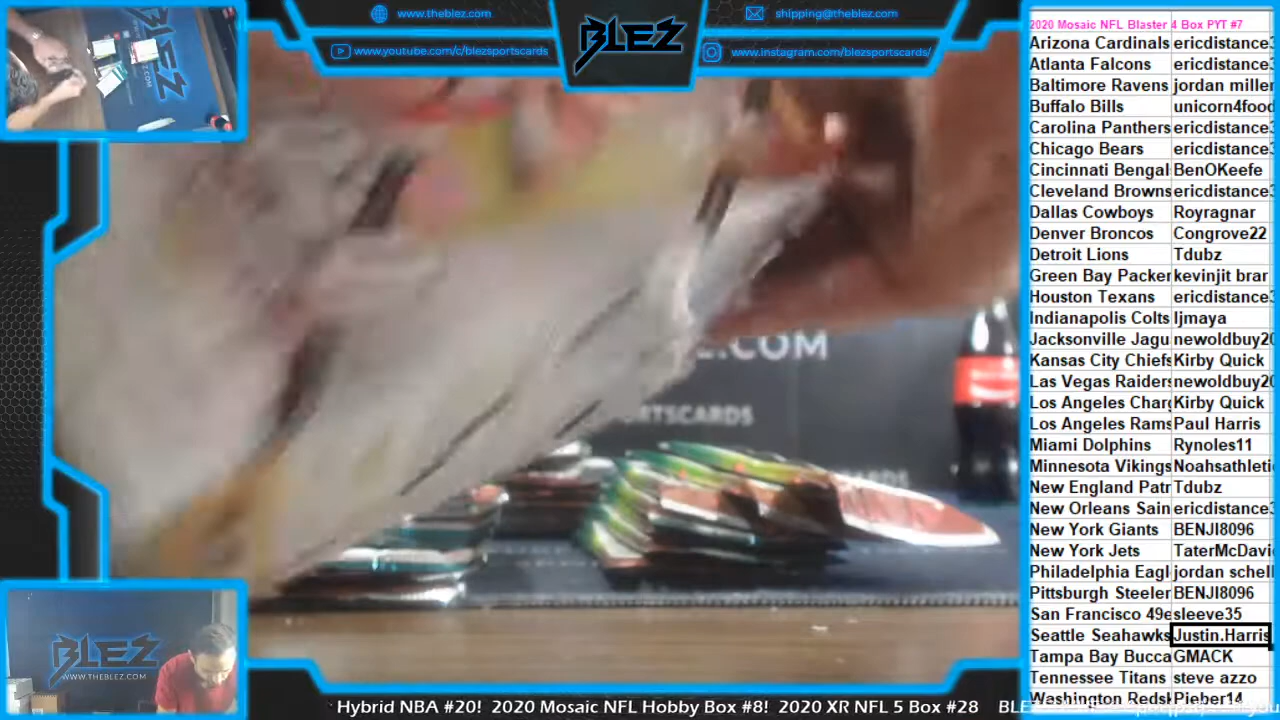 www.theblez.com
shipping@theblez.com
www.youtube.com/c/blezsportscards
BLEZ
www.instagram.com/blezsportscards/
2020 Mosaic NFL Blaster 4 Box PYT #7
Arizona Cardinals ericdistance3
Atlanta Falcons ericdistance3
Baltimore Ravens jordan miller
Buffalo Bills unicorn4food
Carolina Panthers ericdistance3
Chicago Bears ericdistance3
Cincinnati Bengal BenOKeefe
Cleveland Browns ericdistance3
Dallas Cowboys Royragnar
Denver Broncos Congrove22
Detroit Lions Tdubz
Green Bay Packer kevinjit brar
Houston Texans ericdistance3
Indianapolis Colts ljmaya
Jacksonville Jagu newoldbuy20
Kansas City Chiefs Kirby Quick
Las Vegas Raiders newoldbuy20
Los Angeles Charg Kirby Quick
Los Angeles Rams Paul Harris
Miami Dolphins Rynoles11
Minnesota Vikings Noahsathleti
New England Patr Tdubz
New Orleans Sain ericdistance3
New York Giants BENJI8096
New York Jets TaterMcDavi
Philadelphia Eagl jordan schell
Pittsburgh Steeler BENJI8096
San Francisco 49e sleeve35
Seattle Seahawks Justin.Harris
Tampa Bay Bucca GMACK
Tennessee Titans steve azzo
Washington Redsk Pieber14
.COM
SPORTSCARDS
BLEZ
WWW.THEBLEZ.COM
Hybrid NBA #20! 2020 Mosaic NFL Hobby Box #8! 2020 XR NFL 5 Box #28